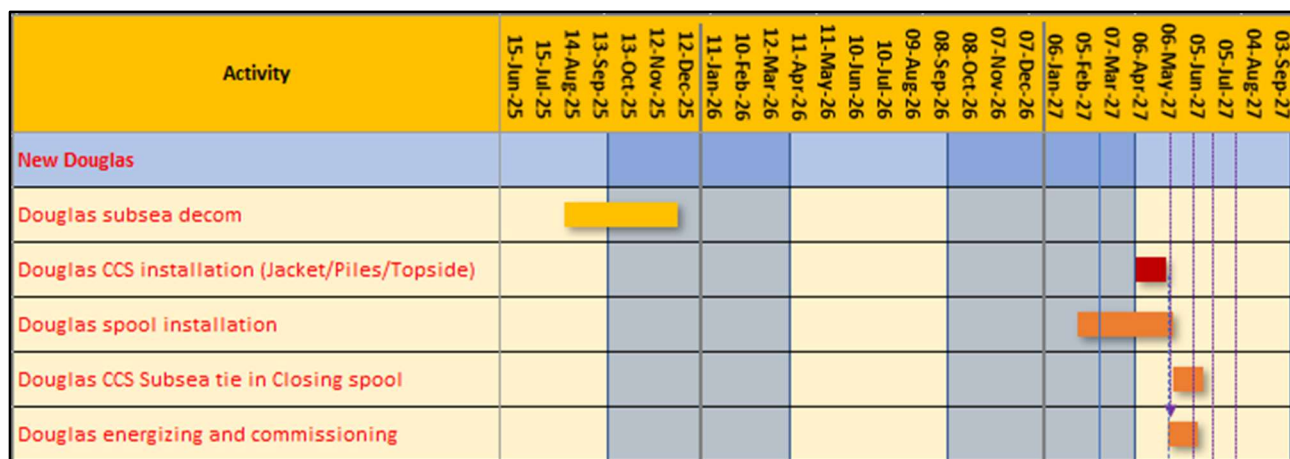 Activity
15-Jun-25
15-Jul-25
14-Aug-25
13-Sep-25
13-Oct-25
12-Nov-25
12-Dec-25
11-Jan-26
10-Feb-26
12-Mar-26
11-Apr-26
11-May-26
10-Jun-26
10-Jul-26
09-Aug-26
08-Sep-26
08-Oct-26
07-Nov-26
07-Dec-26
06-Jan-27
05-Feb-27
07-Mar-27
06-Apr-27
06-May-27
05-Jun-27
05-Jul-27
04-Aug-27
03-Sep-27
New Douglas
Douglas subsea decom
Douglas CCS installation (Jacket/Piles/Topside)
Douglas spool installation
Douglas CCS Subsea tie in Closing spool
Douglas energizing and commissioning